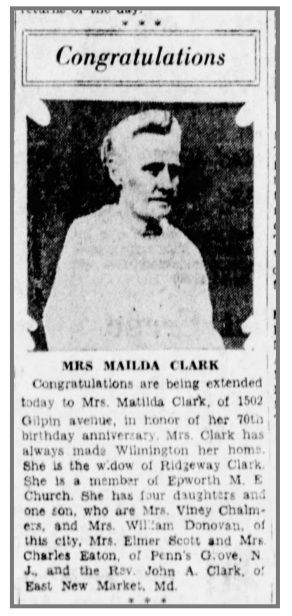 returns of the day.
* * *
Congratulations
MRS MAILDA CLARK
Congratulations are being extended
today to Mrs. Matilda Clark, of 1502
Gilpin avenue, in honor of her 70th
birthday anniversary. Mrs. Clark has
always made Wilmington her home.
She is the widow of Ridgeway Clark.
She is a member of Epworth M. E
Church. She has four daughters and
one son, who are Mrs. Viney Chalm-
ers, and Mrs. William Donovan, of
this city, Mrs. Elmer Scott and Mrs
Charles Eaton, of Penn's Grove, N.
J., and the Rev. John A. Clark, of
East New Market, Md.
* * *